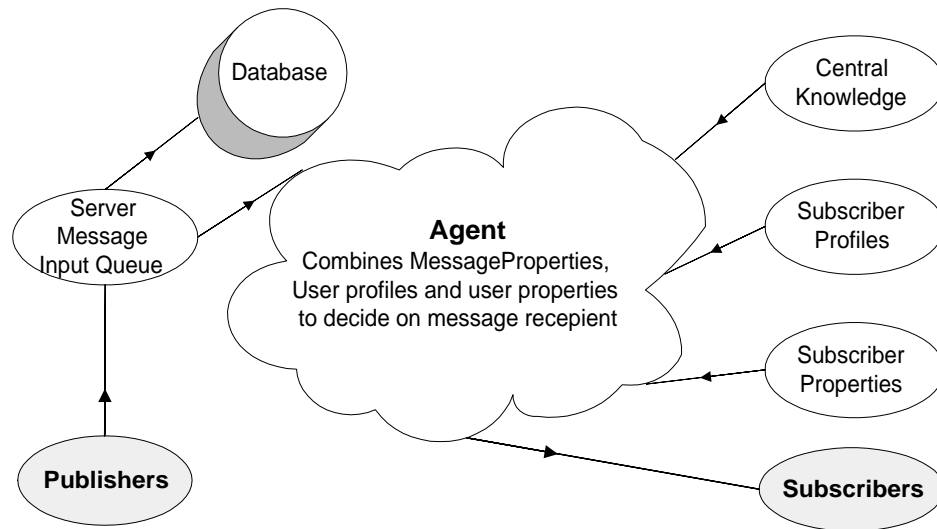 Database
Central
Knowledge
Server
Message
Input Queue
Agent
Combines MessageProperties,
User profiles and user properties
to decide on message recepient
Subscriber
Profiles
Subscriber
Properties
Publishers
Subscribers